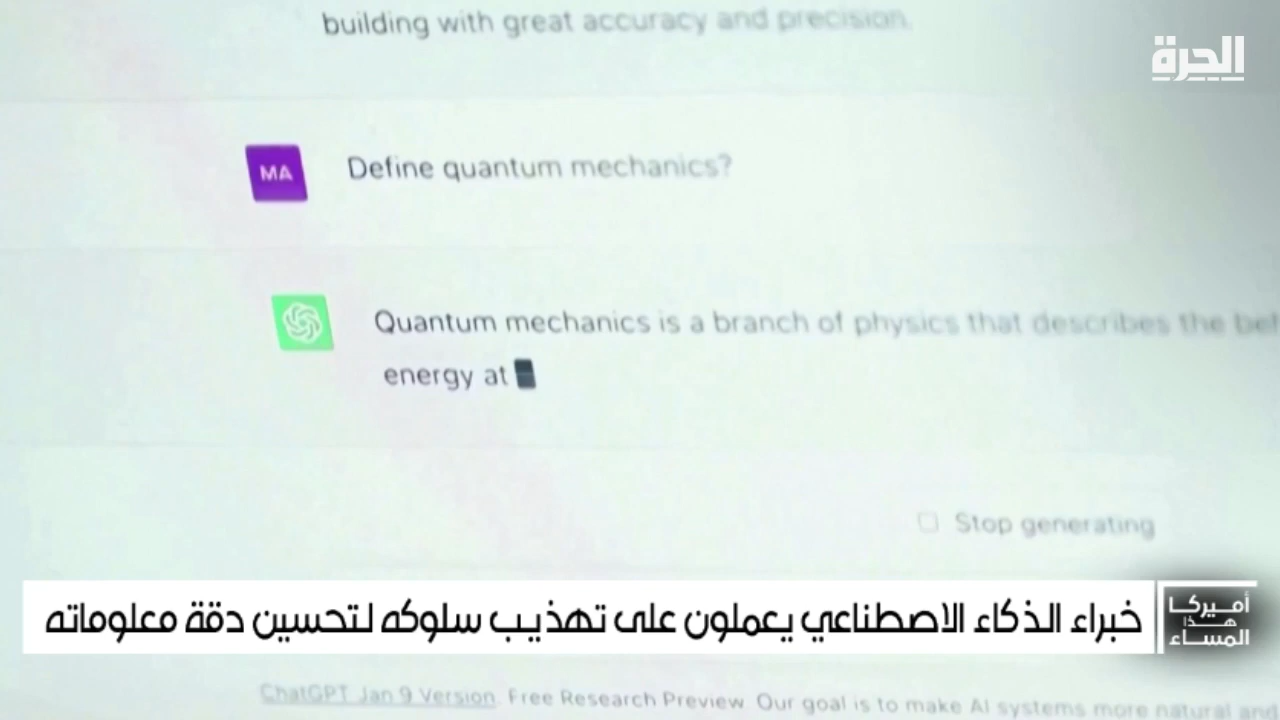 building with great accuracy and precision.
الحرة
MA
Define quantum mechanics?
Quantum mechanics is a branch of physics that describes the
energy at
Stop generating
خبراء الذكاء الاصطناعي يعملون على تهذيب سلوكه لتحسين دقة معلوماته
أميركا
هذا
المساء
ChatGPT Jan 9 Version. Free Research Preview. Our goal is to make AI systems more natural and